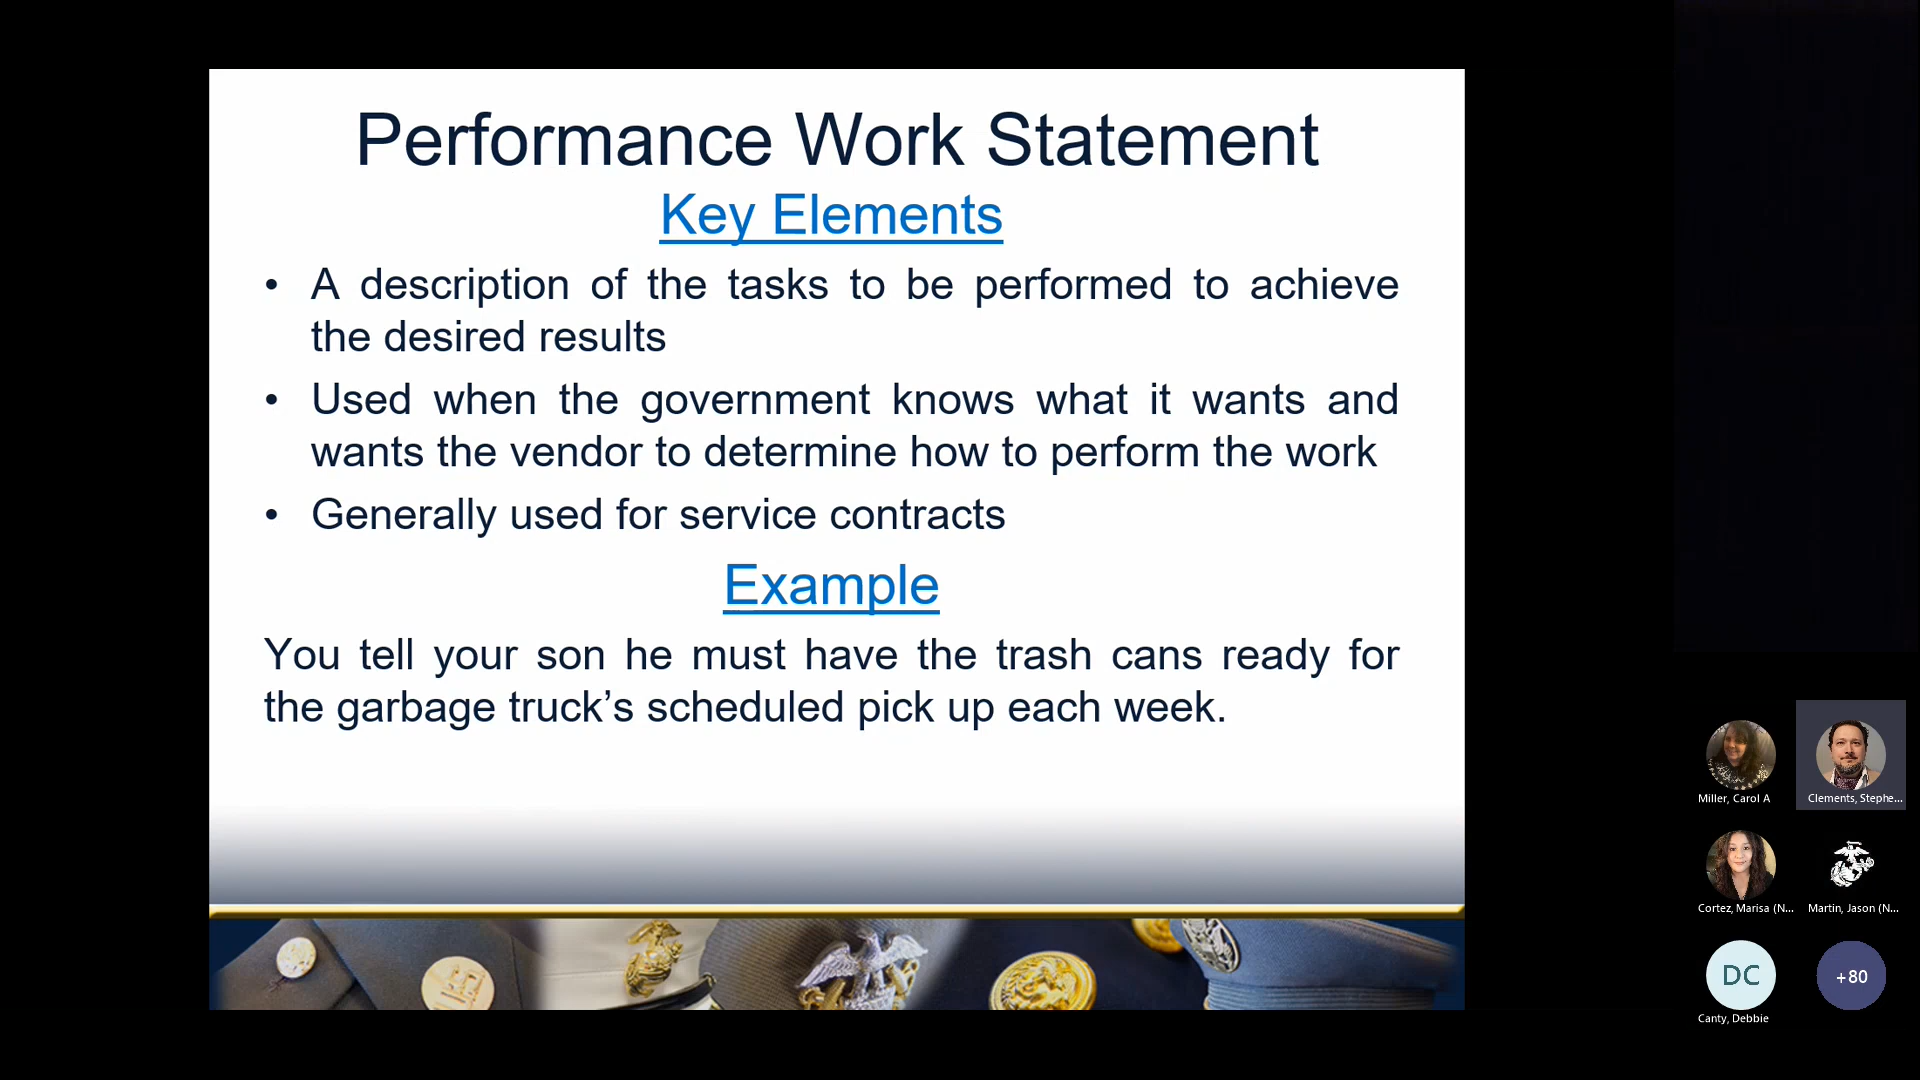 Performance Work Statement
Key Elements
• A description of the tasks to be performed to achieve
the desired results
• Used when the government knows what it wants and
wants the vendor to determine how to perform the work
• Generally used for service contracts
Example
You tell your son he must have the trash cans ready for
the garbage truck’s scheduled pick up each week.
Miller, Carol A
Clements, Stephe...
Cortez, Marisa (N...
Martin, Jason (N...
DC
+80
Canty, Debbie